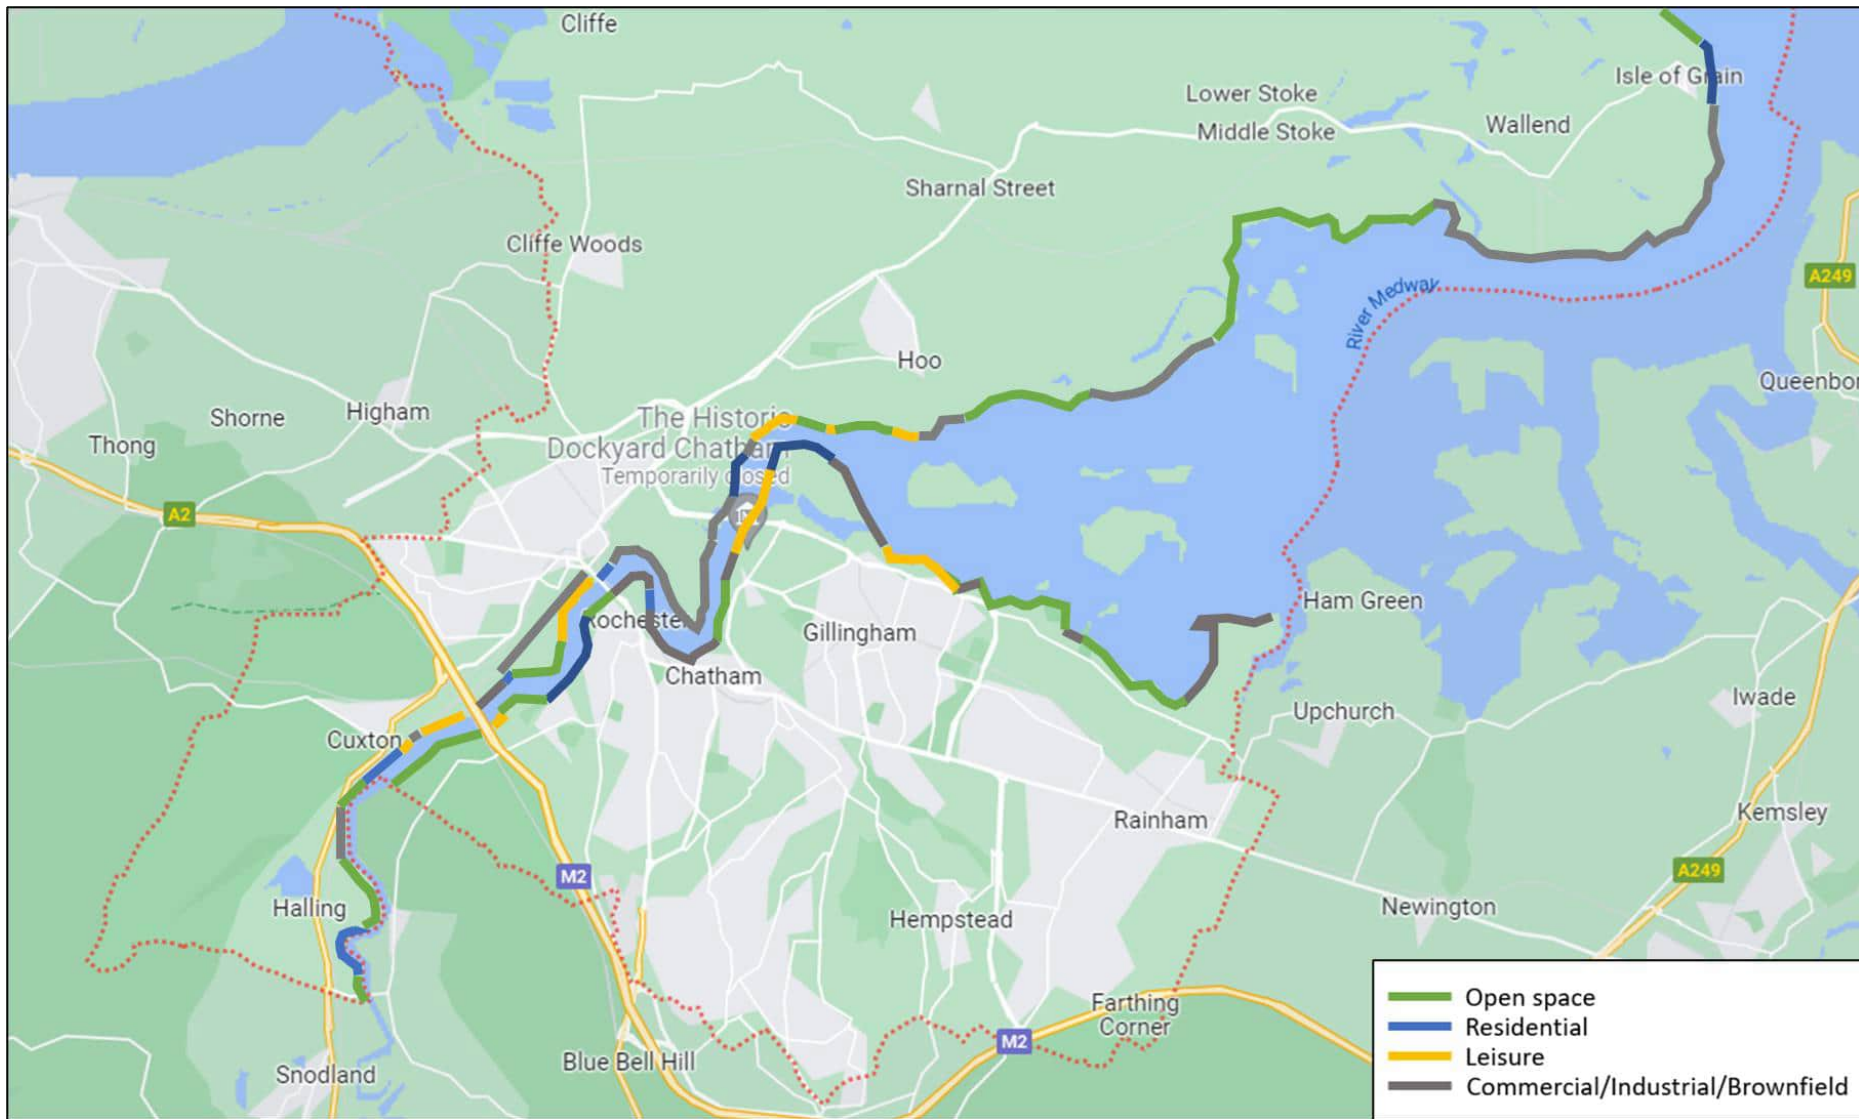 Cliffe
Isle of Grain
Lower Stoke
Middle Stoke
Wallend
Sharnal Street
Cliffe Woods
A249
River Medway
Hoo
Queenbor
Shorne
Higham
Thong
The Historic
Dockyard Chatham
Temporarily closed
A2
Ham Green
Rochester
Gillingham
Chatham
Upchurch
Iwade
Cuxton
Rainham
Kemsley
M2
A249
Halling
Hempstead
Newington
Farthing
Corner
M2
Blue Bell Hill
Snodland
Open space
Residential
Leisure
Commercial/Industrial/Brownfield